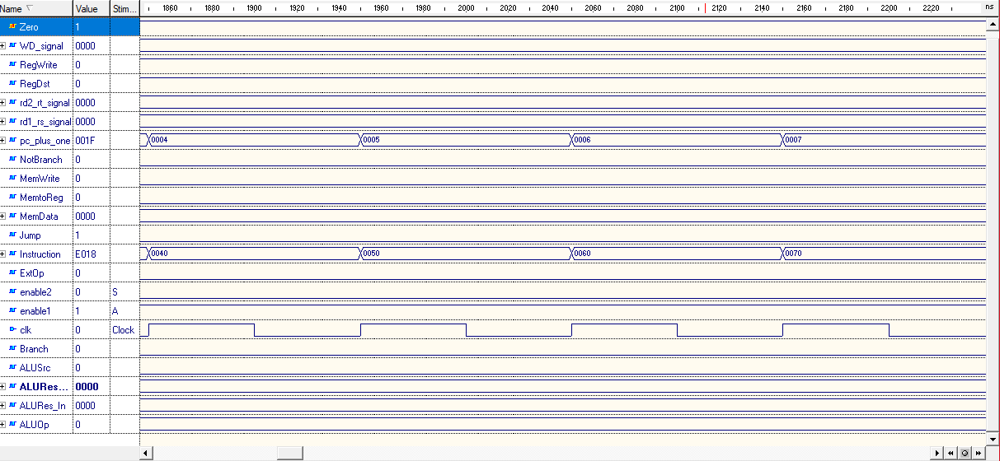 Name Value Stim... 1860 1880 1900 1920 1940 1960 1980 2000 2020 2040 2060 2080 2100 2120 2140 2160 2180 2200 2220 ns
Zero 1
WD_signal 0000
RegWrite 0
RegDst 0
rd2_rt_signal 0000
rd1_rs_signal 0000
pc_plus_one 001F 0004 0005 0006 0007
NotBranch 0
MemWrite 0
MemtoReg 0
MemData 0000
Jump 1
Instruction E018 0040 0050 0060 0070
ExtOp 0
enable2 0 S
enable1 1 A
clk 0 Clock
Branch 0
ALUSrc 0
ALURes... 0000
ALURes_In 0000
ALUOp 0